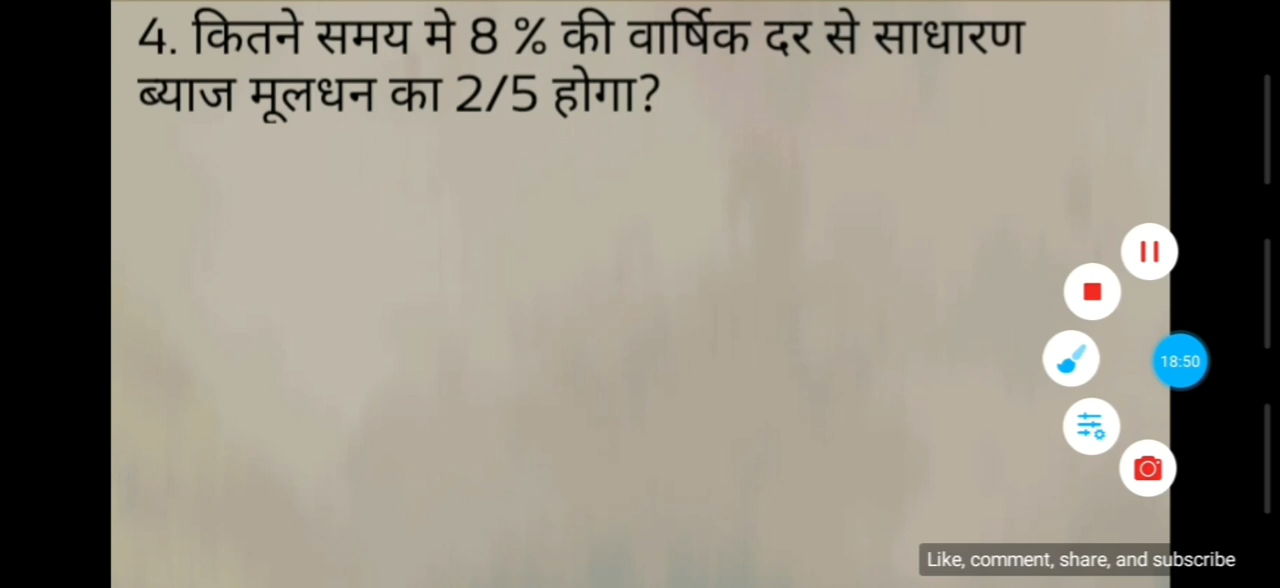 4. कितने समय मे 8 % की वार्षिक दर से साधारण
ब्याज मूलधन का 2/5 होगा?
18:50
Like, comment, share, and subscribe